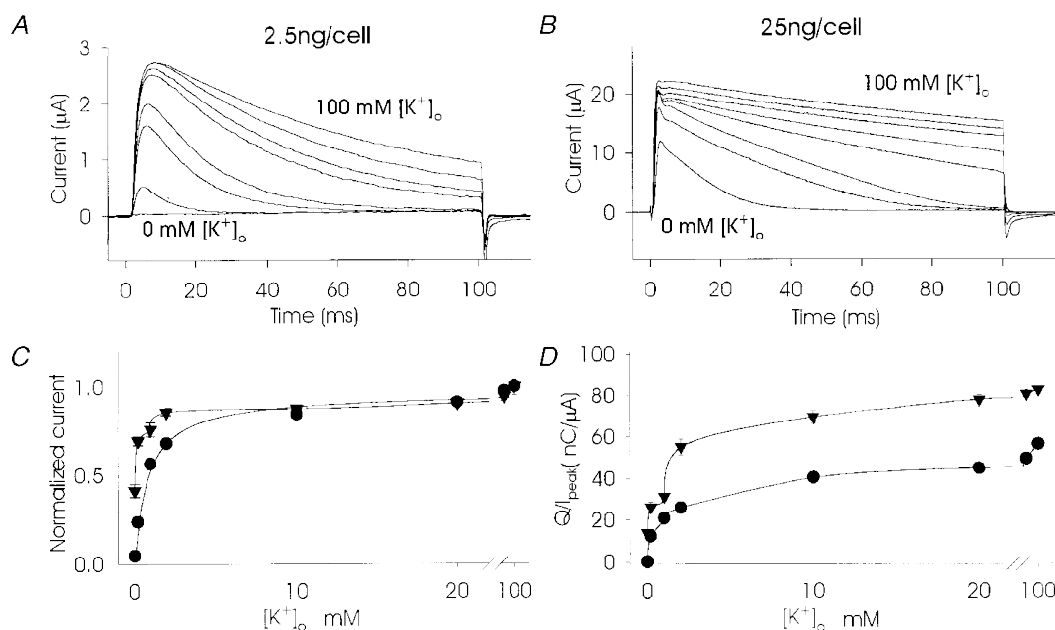 A
2.5ng/cell
3
2
1
0
Current (μA)
100 mM [K⁺]ₒ
0 mM [K⁺]ₒ
0 20 40 60 80 100
Time (ms)
B
25ng/cell
20
10
0
Current (μA)
100 mM [K⁺]ₒ
0 mM [K⁺]ₒ
0 20 40 60 80 100
Time (ms)
C
1.0
0.5
0.0
Normalized current
0 10 20 100
[K⁺]ₒ mM
D
100
80
60
40
20
0
Q/I_peak( nC/μA)
0 10 20 100
[K⁺]ₒ mM